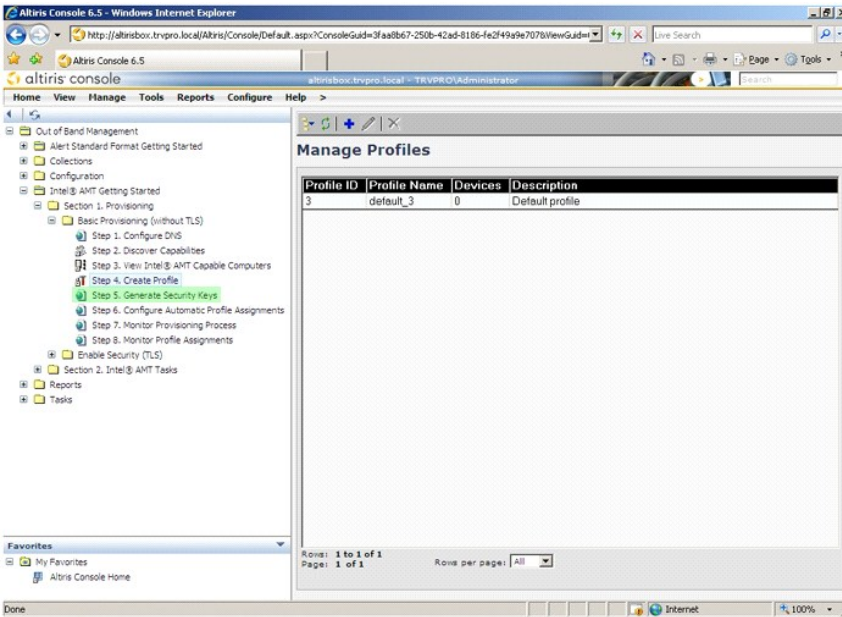 Altiris Console 6.5 - Windows Internet Explorer
http://altirisbox.trvpro.local/Altiris/Console/Default.aspx?ConsoleGuid=3faa8b67-250b-42ad-8186-fe2f49a9e7078ViewGuid=
Live Search
Altiris Console 6.5
Page
Tools
altiris console
altirisbox.trvpro.local - TRVPRO\Administrator
Search
Home View Manage Tools Reports Configure Help >
Out of Band Management
Alert Standard Format Getting Started
Collections
Configuration
Intel® AMT Getting Started
Section 1. Provisioning
Basic Provisioning (without TLS)
Step 1. Configure DNS
Step 2. Discover Capabilities
Step 3. View Intel® AMT Capable Computers
Step 4. Create Profile
Step 5. Generate Security Keys
Step 6. Configure Automatic Profile Assignments
Step 7. Monitor Provisioning Process
Step 8. Monitor Profile Assignments
Enable Security (TLS)
Section 2. Intel® AMT Tasks
Reports
Tasks
Manage Profiles
Profile ID Profile Name Devices Description
3 default_3 0 Default profile
Rows: 1 to 1 of 1
Page: 1 of 1
Rows per page: All
Favorites
My Favorites
Altiris Console Home
Done
Internet
100%